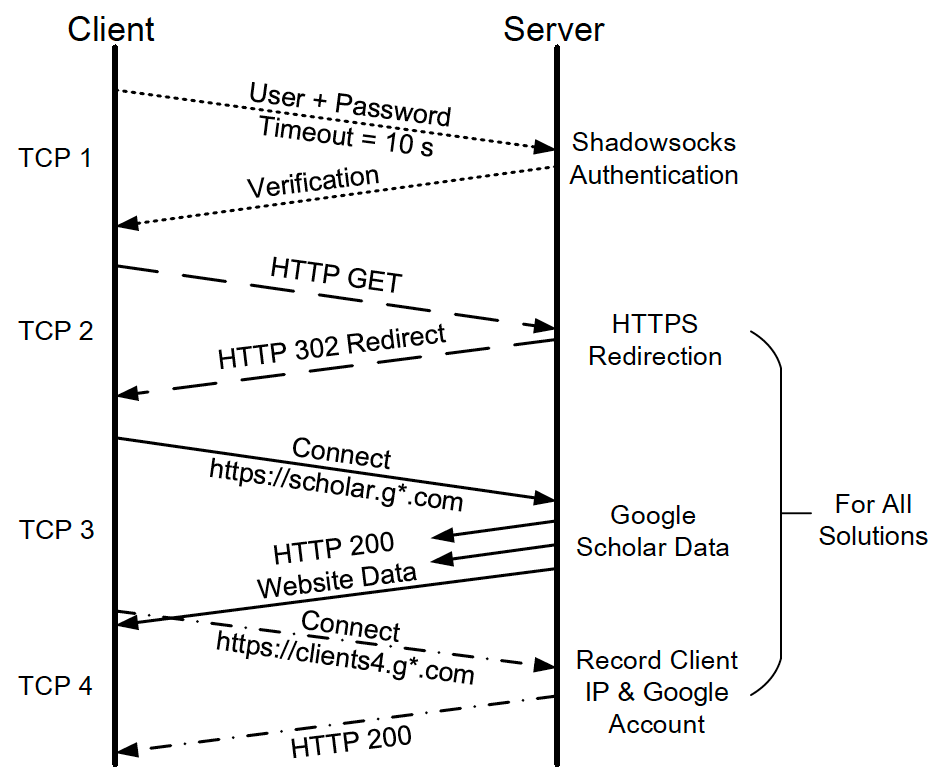 Client
Server
User + Password
Timeout = 10 s
TCP 1
Shadowsocks
Authentication
Verification
HTTP GET
TCP 2
HTTPS
Redirection
HTTP 302 Redirect
Connect
https://scholar.g*.com
TCP 3
Google
Scholar Data
For All
Solutions
HTTP 200
Website Data
Connect
https://clients4.g*.com
TCP 4
Record Client
IP & Google
Account
HTTP 200